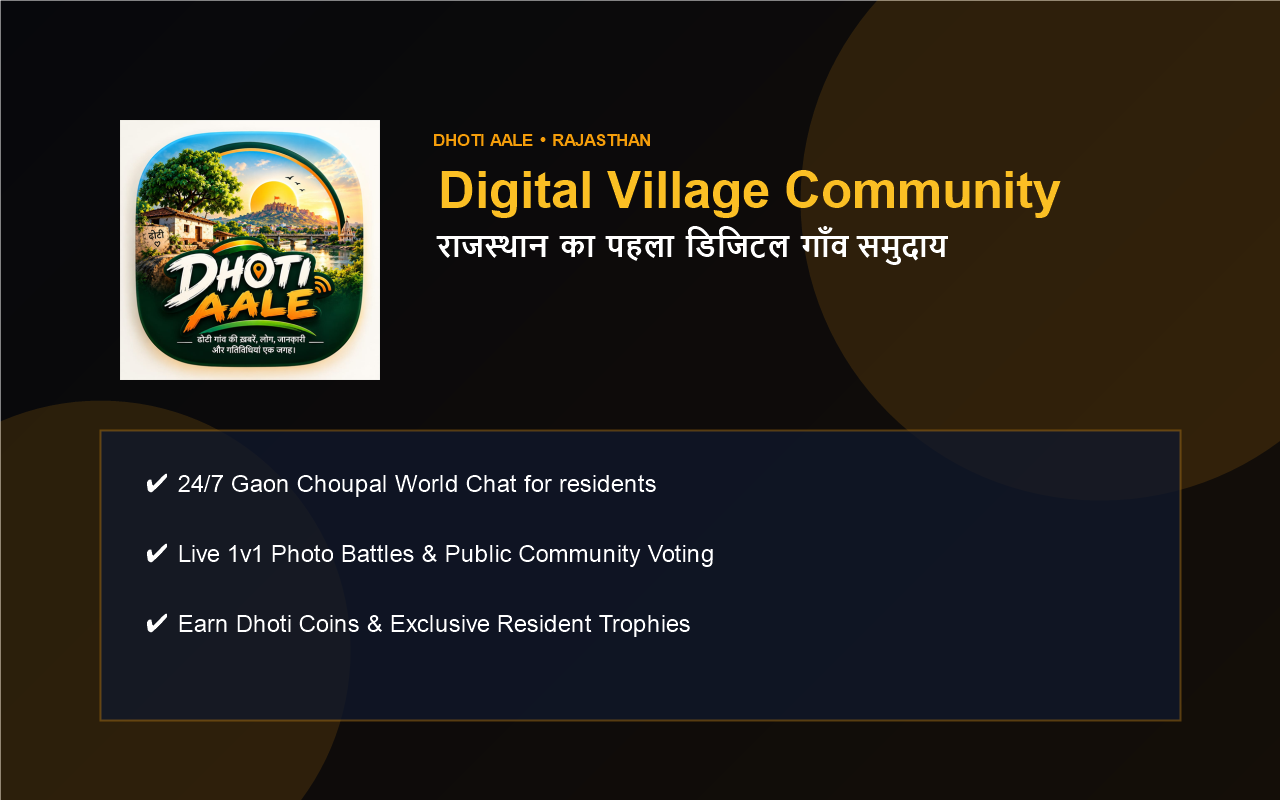 DHOTI AALE • RAJASTHAN
Digital Village Community
राजस्थान का पहला डिजिटल गाँव समुदाय
ढोटी
DHOTI
AALE
ढोटी गांव की ख़बरें, लोग, जानकारी
और गतिविधियां एक जगह।
✔ 24/7 Gaon Choupal World Chat for residents
✔ Live 1v1 Photo Battles & Public Community Voting
✔ Earn Dhoti Coins & Exclusive Resident Trophies